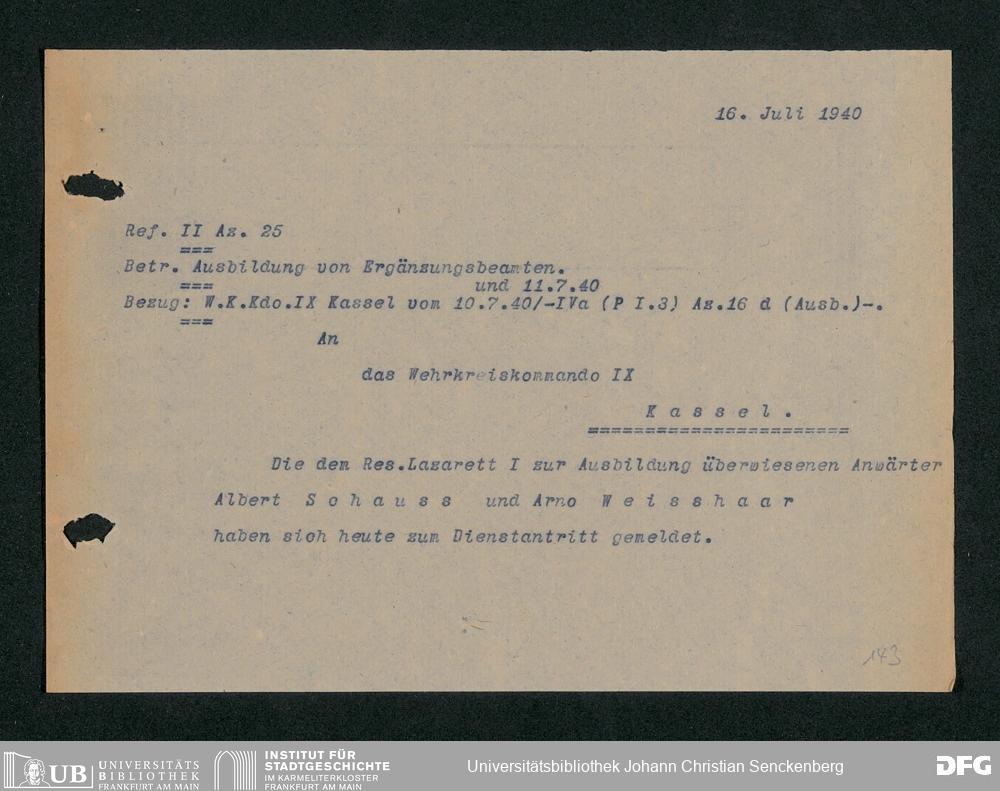 16. Juli 1940
Ref. II Az. 25
===
Betr. Ausbildung von Ergänzungsbeamten.
===
und 11.7.40
Bezug: W.K.Kdo.IX Kassel vom 10.7.40/-IVa (P I.3) Az.16 d (Ausb.)-.
===
An
das Wehrkreiskommando IX
K a s s e l .
=======================
Die dem Res.Lazarett I zur Ausbildung überwiesenen Anwärter
Albert S c h a u s s und Arno W e i s s h a a r
haben sich heute zum Dienstantritt gemeldet.
143
UB UNIVERSITÄTS
BIBLIOTHEK
FRANKFURT AM MAIN
INSTITUT FÜR
STADTGESCHICHTE
IM KARMELITERKLOSTER
FRANKFURT AM MAIN
Universitätsbibliothek Johann Christian Senckenberg
DFG